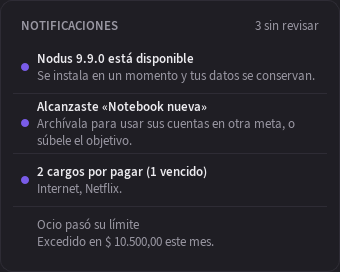 NOTIFICACIONES 3 sin revisar
Nodus 9.9.0 está disponible
Se instala en un momento y tus datos se conservan.
Alcanzaste «Notebook nueva»
Archívala para usar sus cuentas en otra meta, o
súbele el objetivo.
2 cargos por pagar (1 vencido)
Internet, Netflix.
Ocio pasó su límite
Excedido en $ 10.500,00 este mes.